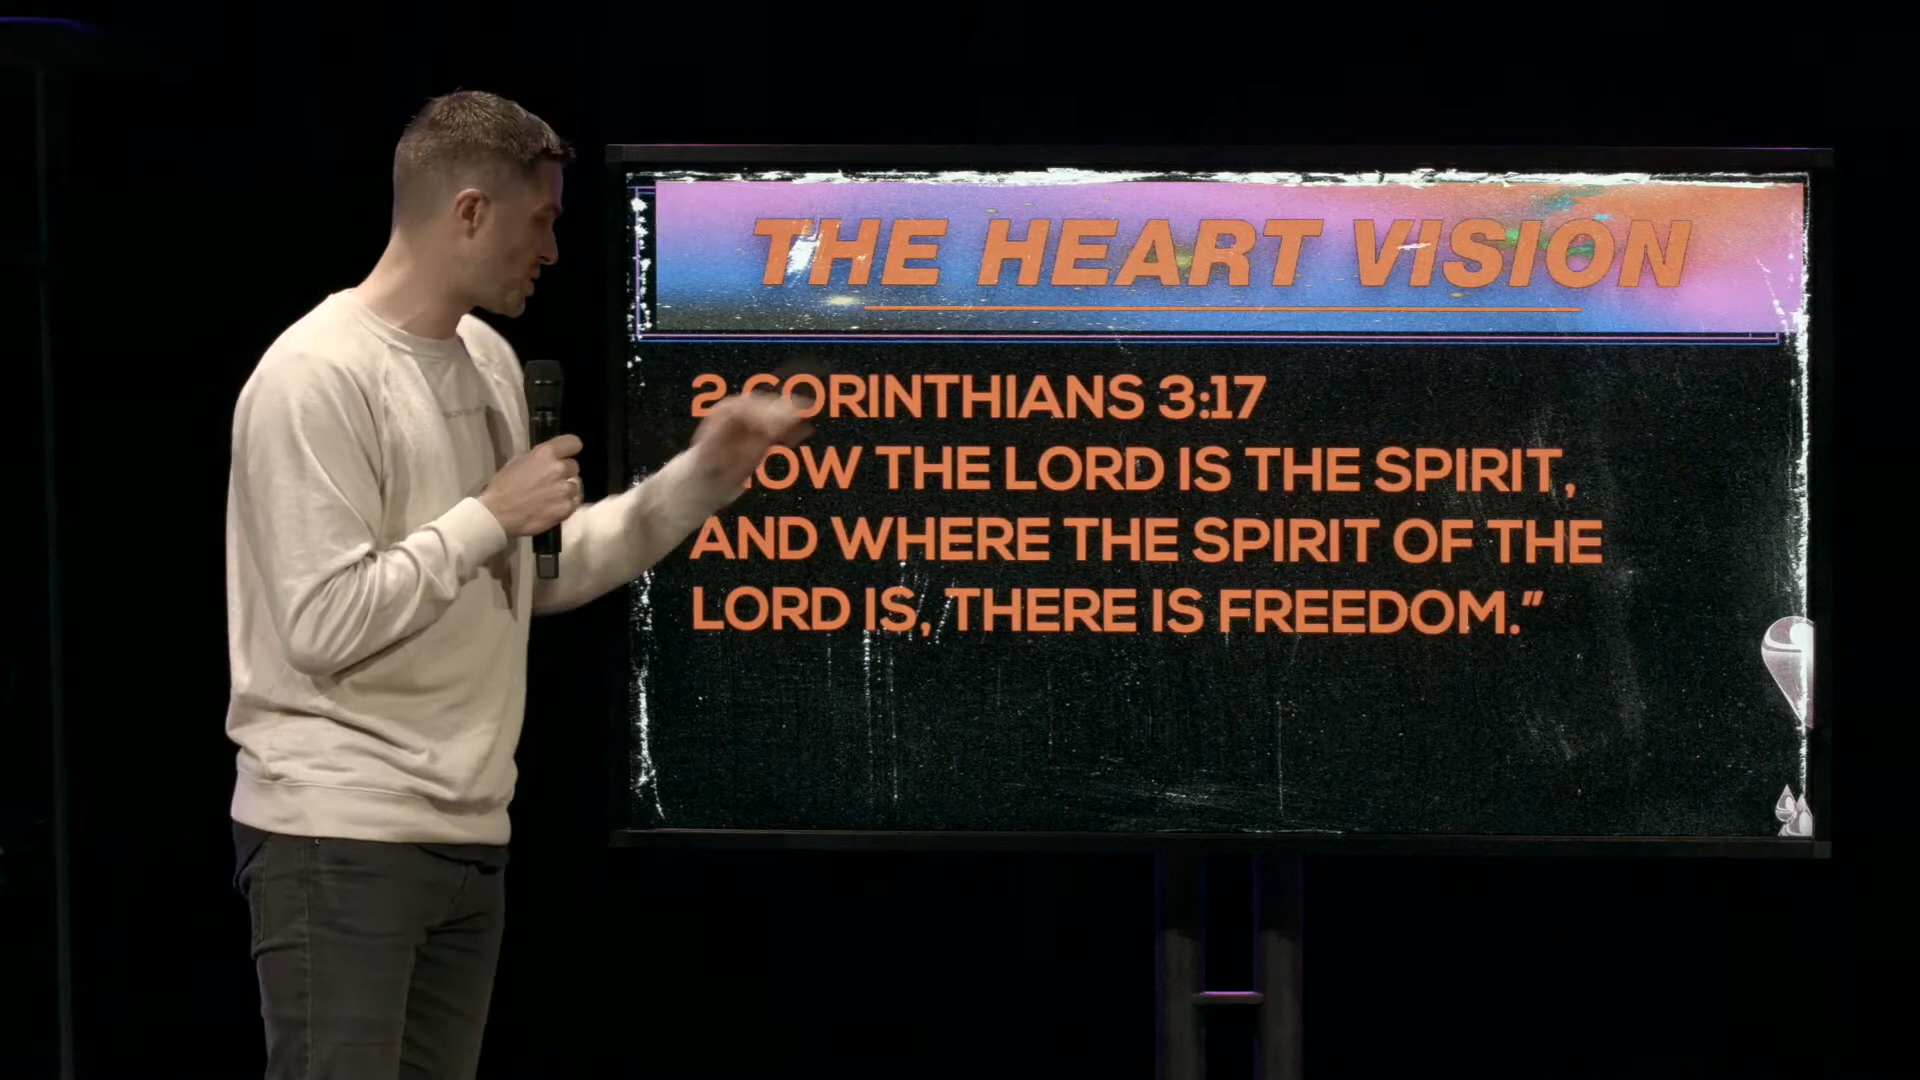 THE HEART VISION
2 CORINTHIANS 3:17
NOW THE LORD IS THE SPIRIT,
AND WHERE THE SPIRIT OF THE
LORD IS, THERE IS FREEDOM.”